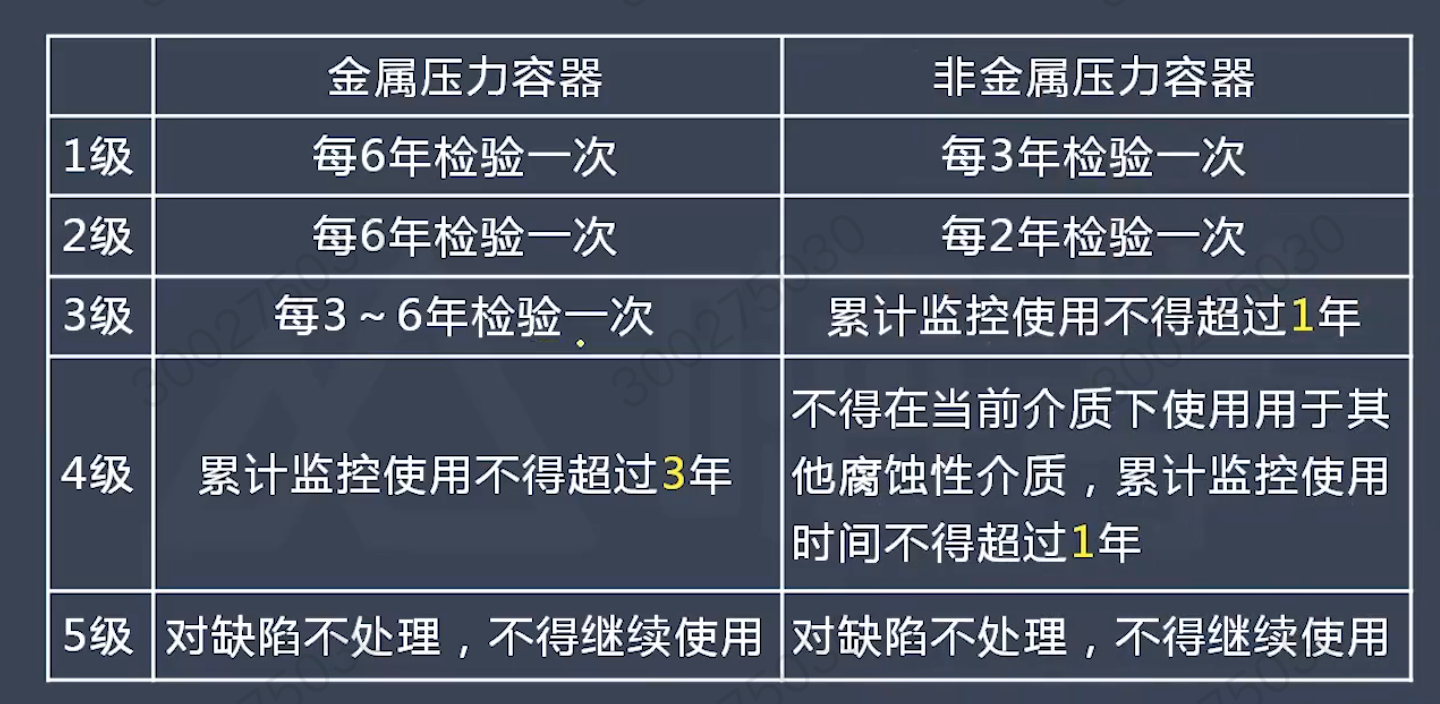 金属压力容器 非金属压力容器
1级 每6年检验一次 每3年检验一次
2级 每6年检验一次 每2年检验一次
3级 每3～6年检验一次 累计监控使用不得超过1年
4级 累计监控使用不得超过3年
不得在当前介质下使用用于其
他腐蚀性介质，累计监控使用
时间不得超过1年
5级 对缺陷不处理，不得继续使用 对缺陷不处理，不得继续使用
300275030
300275030
300275030